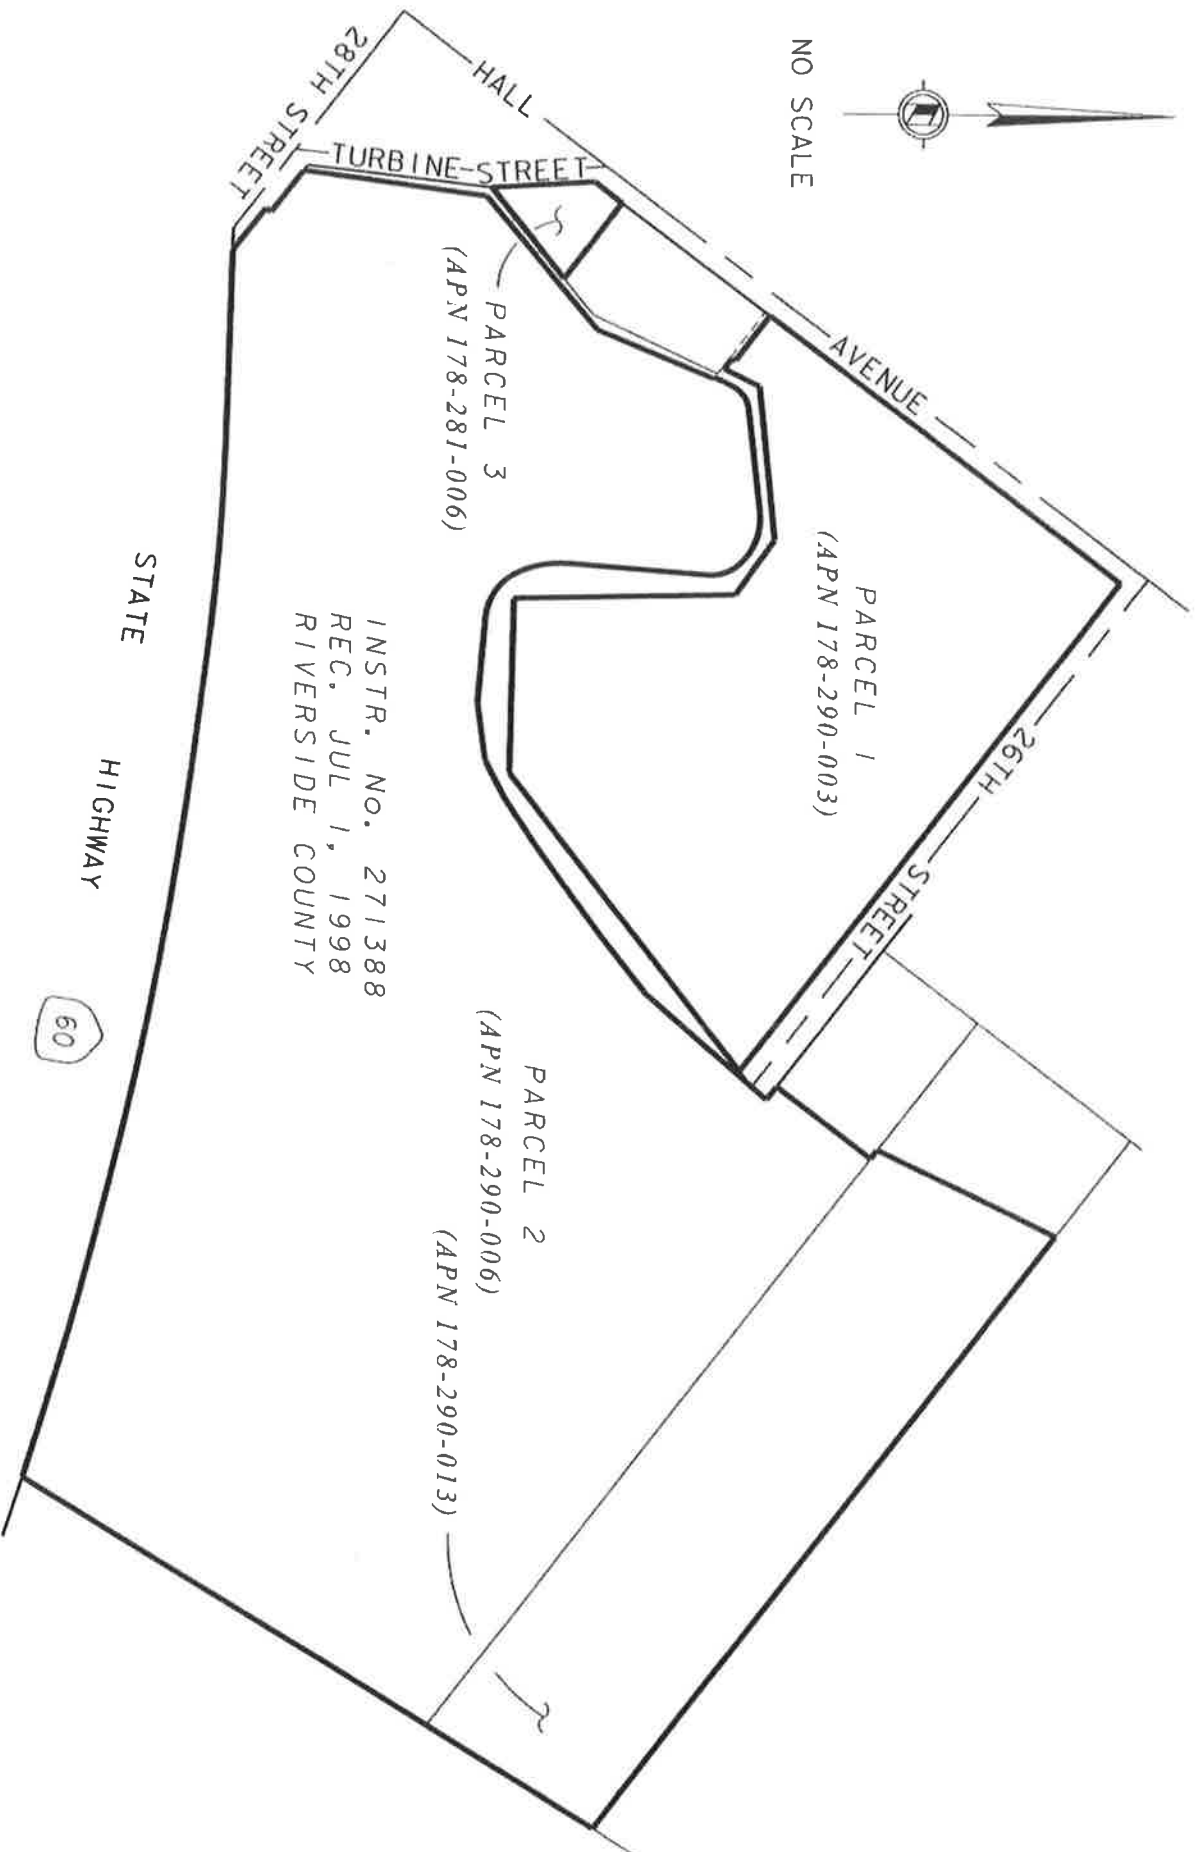 NO SCALE
HALL
AVENUE
28TH STREET
TURBINE STREET
26TH STREET
PARCEL 1
(APN 178-290-003)
PARCEL 3
(APN 178-281-006)
PARCEL 2
(APN 178-290-006)
(APN 178-290-013)
INSTR. NO. 271388
REC. JUL 1, 1998
RIVERSIDE COUNTY
STATE HIGHWAY
60